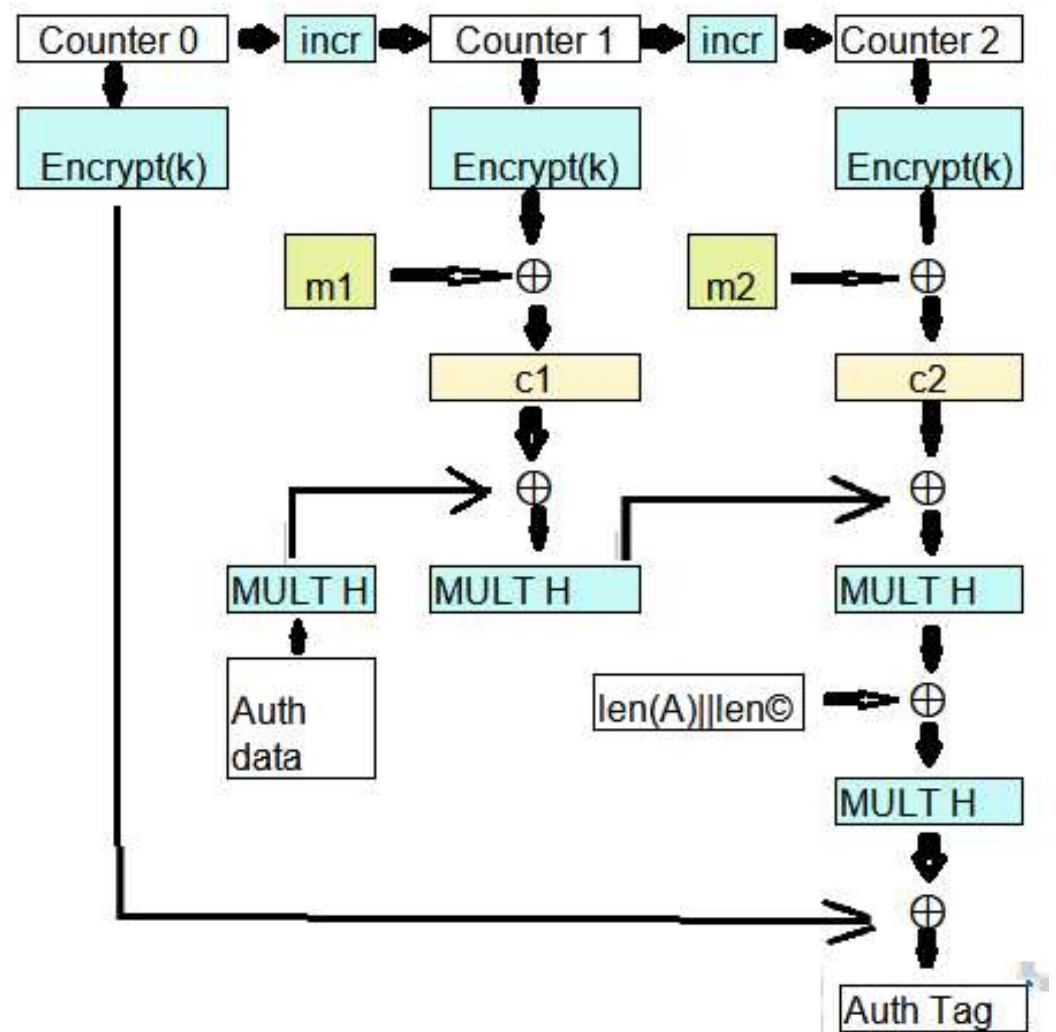 Counter 0
incr
Counter 1
incr
Counter 2
Encrypt(k)
Encrypt(k)
Encrypt(k)
m1
m2
c1
c2
MULT H
MULT H
MULT H
Auth
data
len(A)||len©
MULT H
Auth Tag